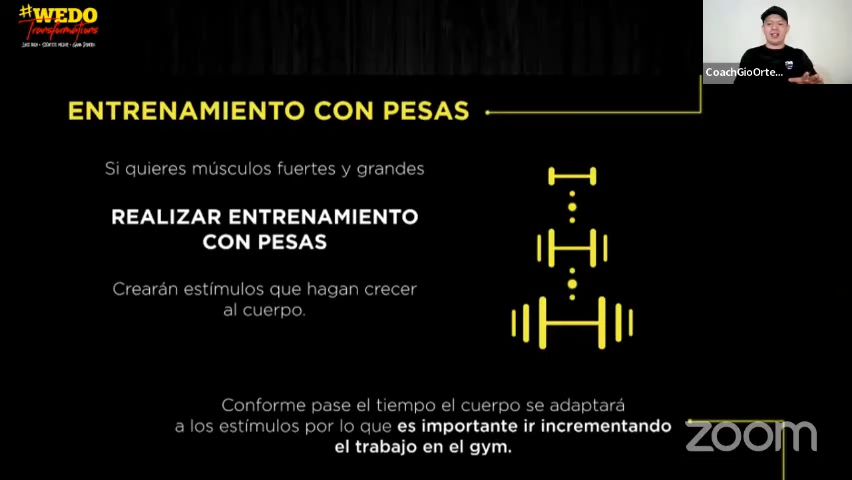 #WEDO
Transformations
CoachGioOrte...
ENTRENAMIENTO CON PESAS
Si quieres músculos fuertes y grandes
REALIZAR ENTRENAMIENTO
CON PESAS
Crearán estímulos que hagan crecer
al cuerpo.
Conforme pase el tiempo el cuerpo se adaptará
a los estímulos por lo que es importante ir incrementando
el trabajo en el gym.
zoom